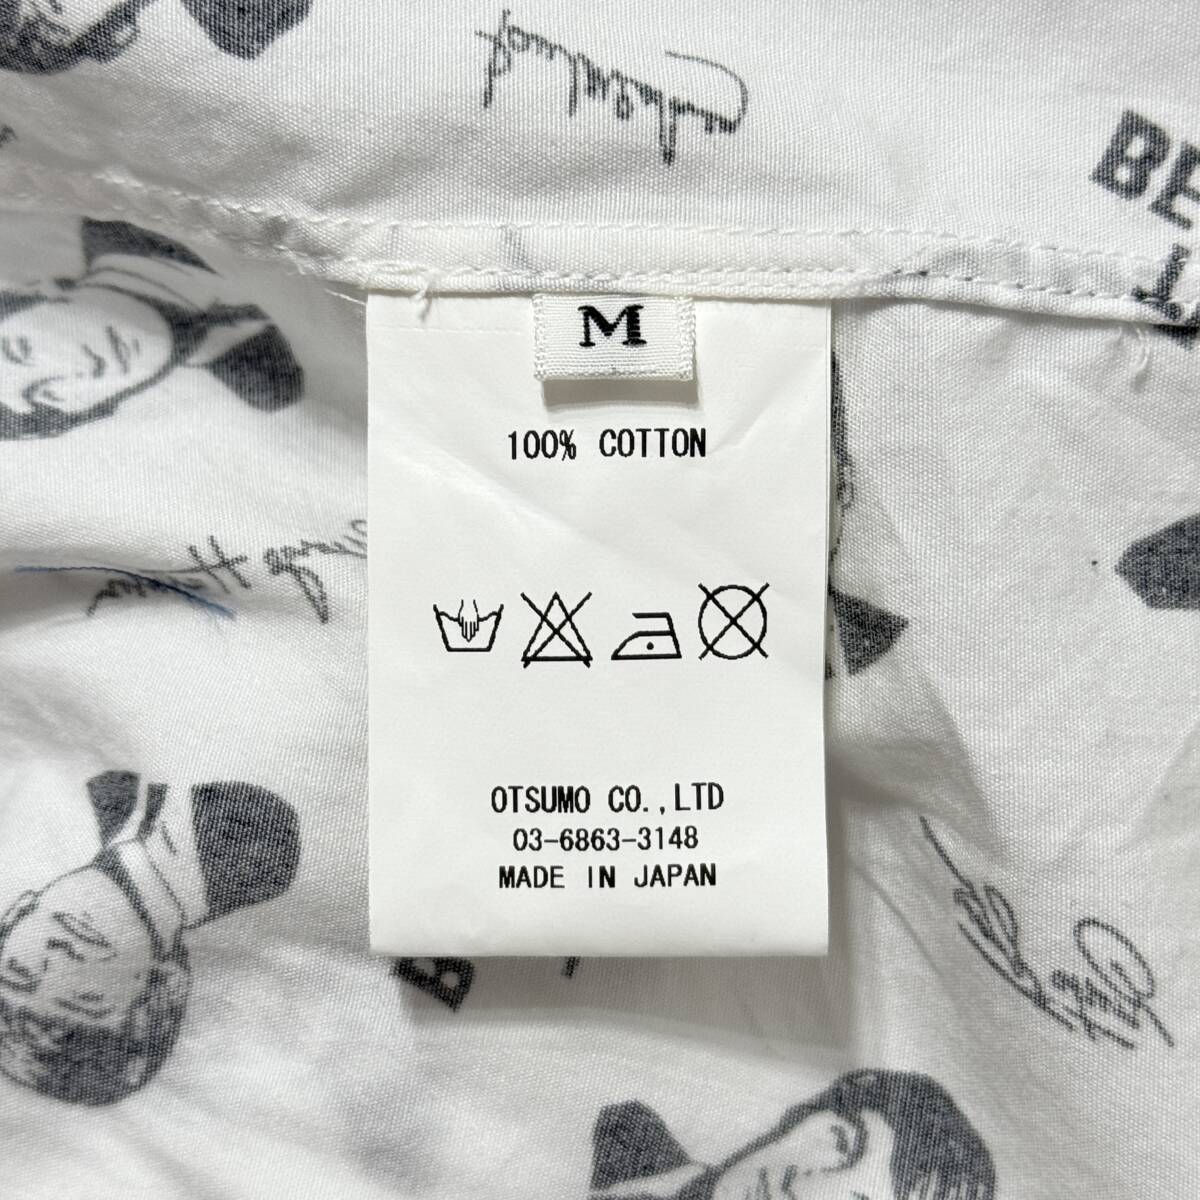 BE
M
100% COTTON
OTSUMO CO.,LTD
03-6863-3148
MADE IN JAPAN